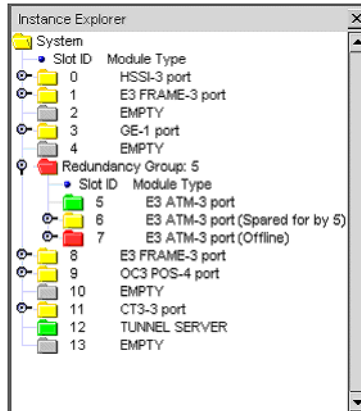 Instance Explorer
System
Slot ID Module Type
0 HSSI-3 port
1 E3 FRAME-3 port
2 EMPTY
3 GE-1 port
4 EMPTY
Redundancy Group: 5
Slot ID Module Type
5 E3 ATM-3 port
6 E3 ATM-3 port (Spared for by 5)
7 E3 ATM-3 port (Offline)
8 E3 FRAME-3 port
9 OC3 POS-4 port
10 EMPTY
11 CT3-3 port
12 TUNNEL SERVER
13 EMPTY